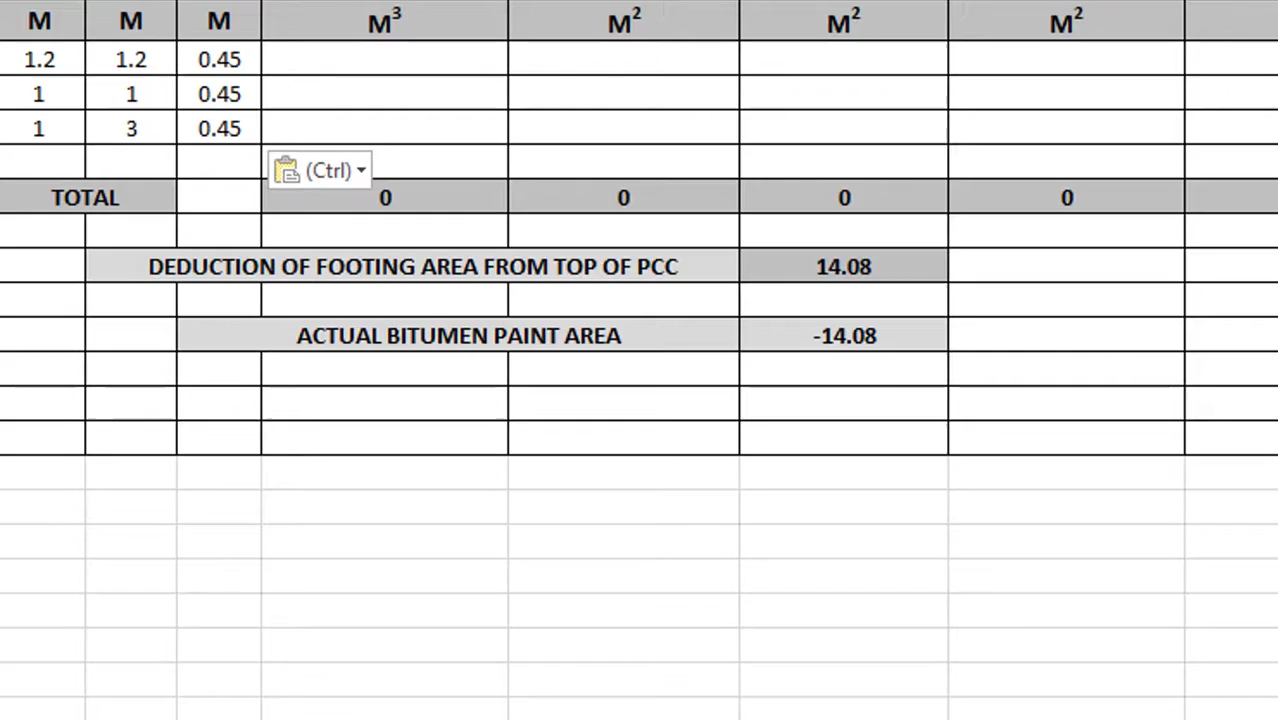 M M M M³ M² M² M²
1.2 1.2 0.45
1 1 0.45
1 3 0.45
(Ctrl)
TOTAL 0 0 0 0
DEDUCTION OF FOOTING AREA FROM TOP OF PCC 14.08
ACTUAL BITUMEN PAINT AREA -14.08